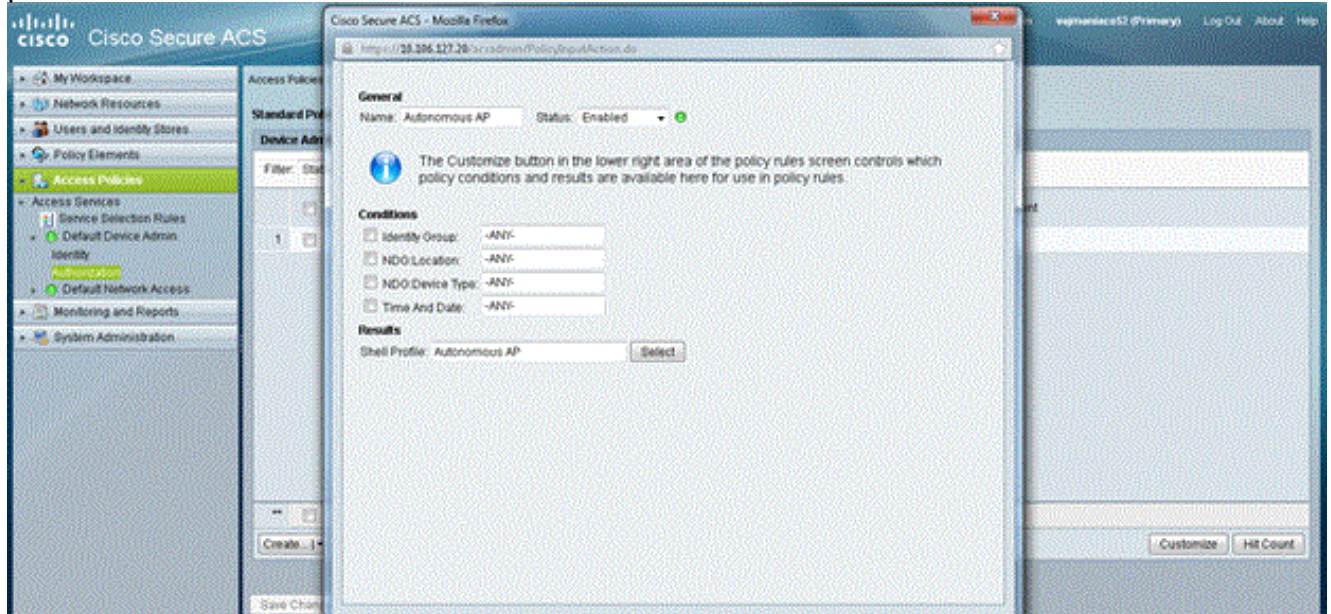 Cisco Secure ACS - Mozilla Firefox
(Primary) Log Out About Help
CISCO Cisco Secure ACS
My Workspace
Network Resources
Users and Identity Stores
Policy Elements
Access Policies
Access Services
Service Selection Rules
Default Device Admin
Identity
Authorization
Default Network Access
Monitoring and Reports
System Administration
Access Policies
Standard Pol
Device Adm
Filter: Stat
1
**
Create...
Save Chan
General
Name: Autonomous AP Status: Enabled
The Customize button in the lower right area of the policy rules screen controls which
policy conditions and results are available here for use in policy rules.
Conditions
Identity Group: -ANY-
NDG:Location: -ANY-
NDG:Device Type: -ANY-
Time And Date: -ANY-
Results
Shell Profile: Autonomous AP Select
Customize Hit Count